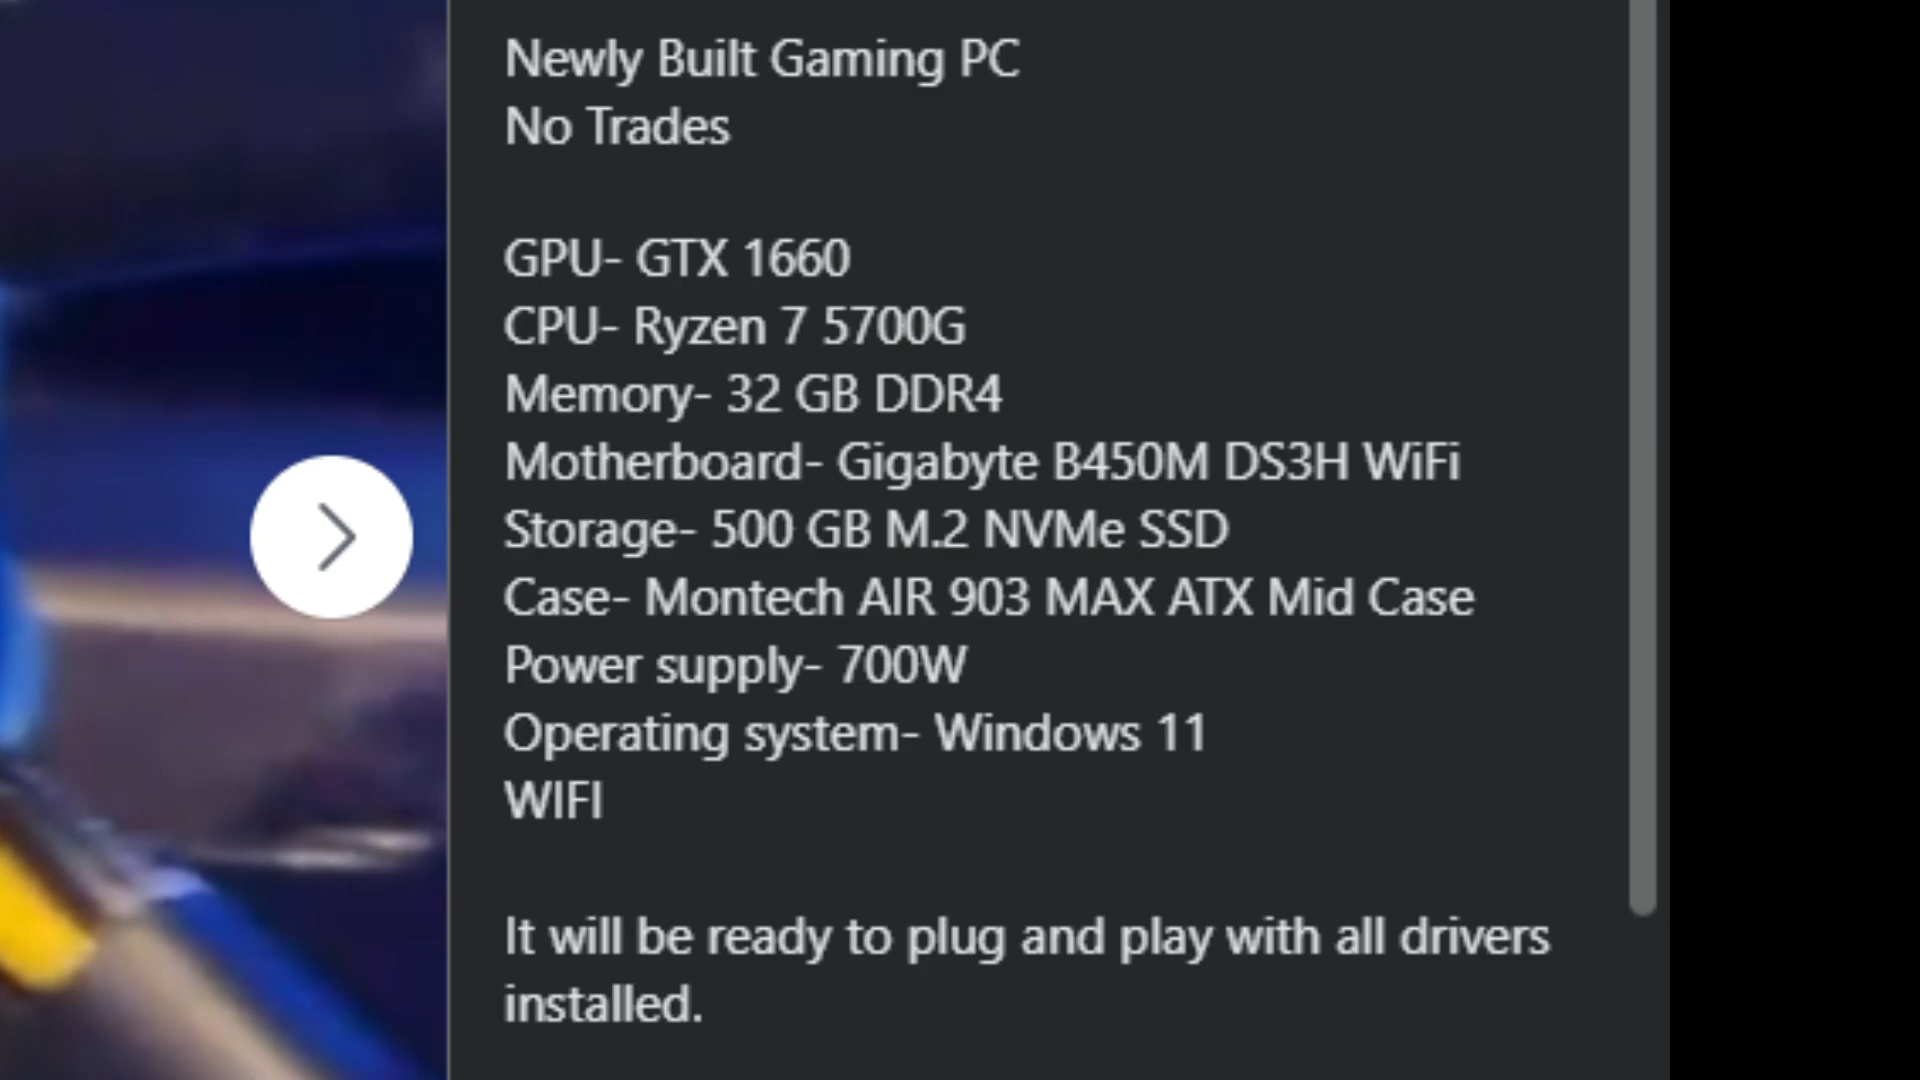 Newly Built Gaming PC
No Trades
GPU- GTX 1660
CPU- Ryzen 7 5700G
Memory- 32 GB DDR4
Motherboard- Gigabyte B450M DS3H WiFi
Storage- 500 GB M.2 NVMe SSD
Case- Montech AIR 903 MAX ATX Mid Case
Power supply- 700W
Operating system- Windows 11
WIFI
It will be ready to plug and play with all drivers
installed.